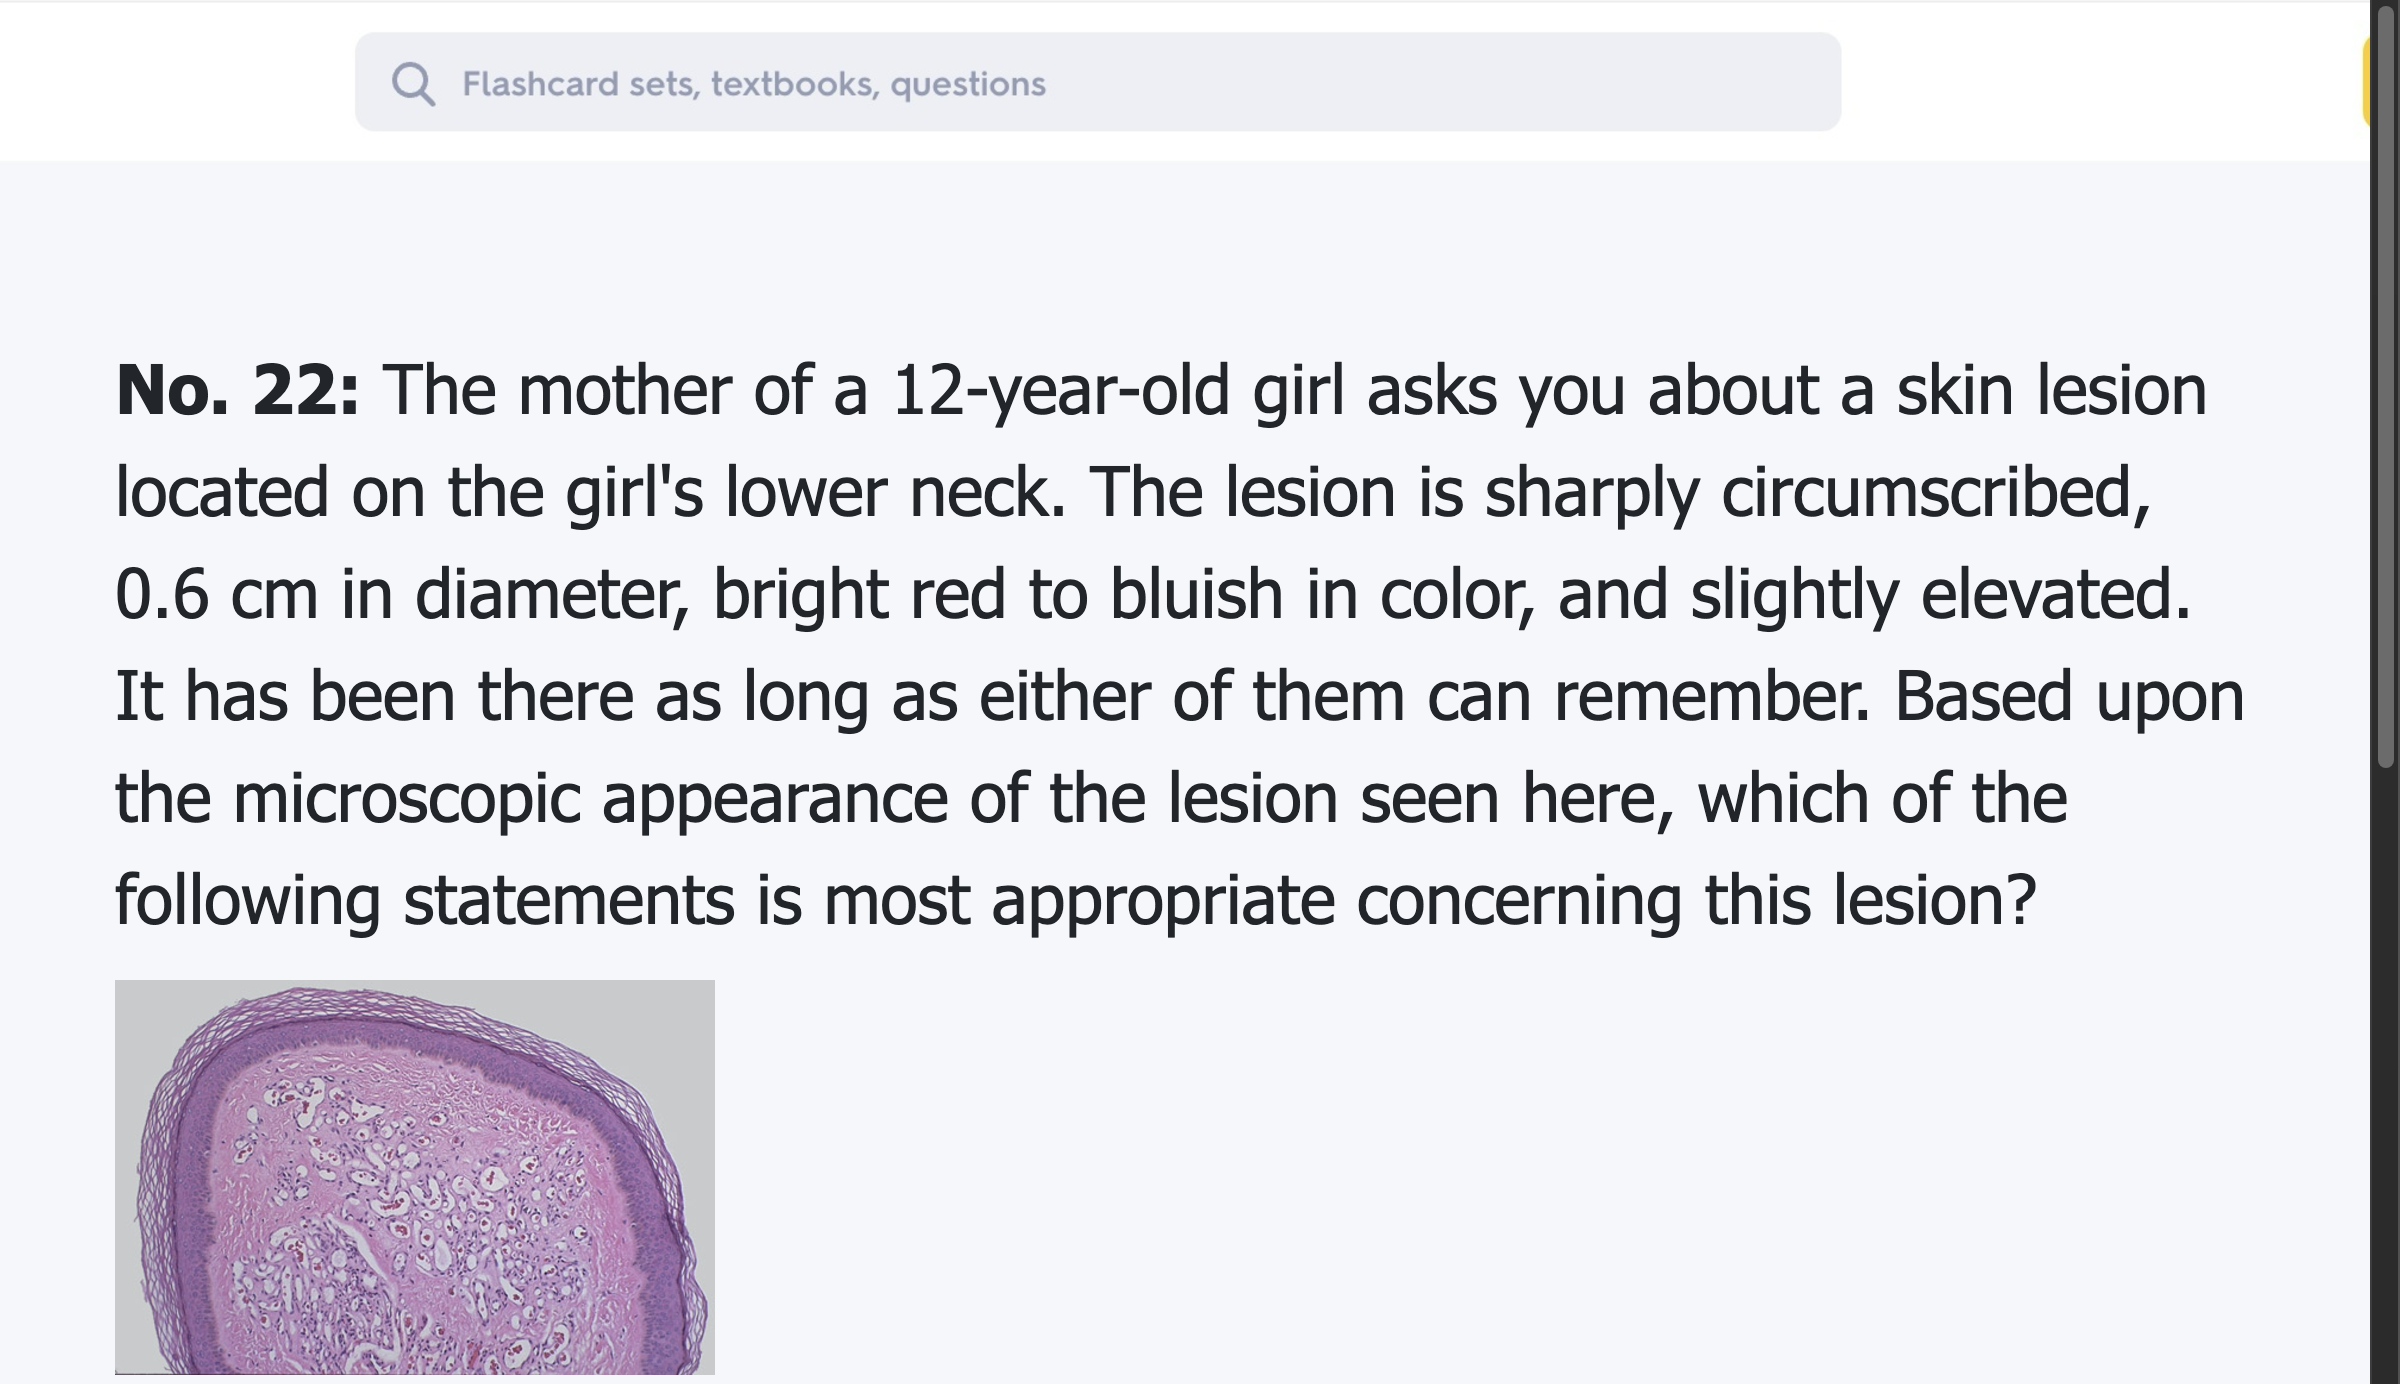 Flashcard sets, textbooks, questions
No. 22: The mother of a 12-year-old girl asks you about a skin lesion
located on the girl's lower neck. The lesion is sharply circumscribed,
0.6 cm in diameter, bright red to bluish in color, and slightly elevated.
It has been there as long as either of them can remember. Based upon
the microscopic appearance of the lesion seen here, which of the
following statements is most appropriate concerning this lesion?